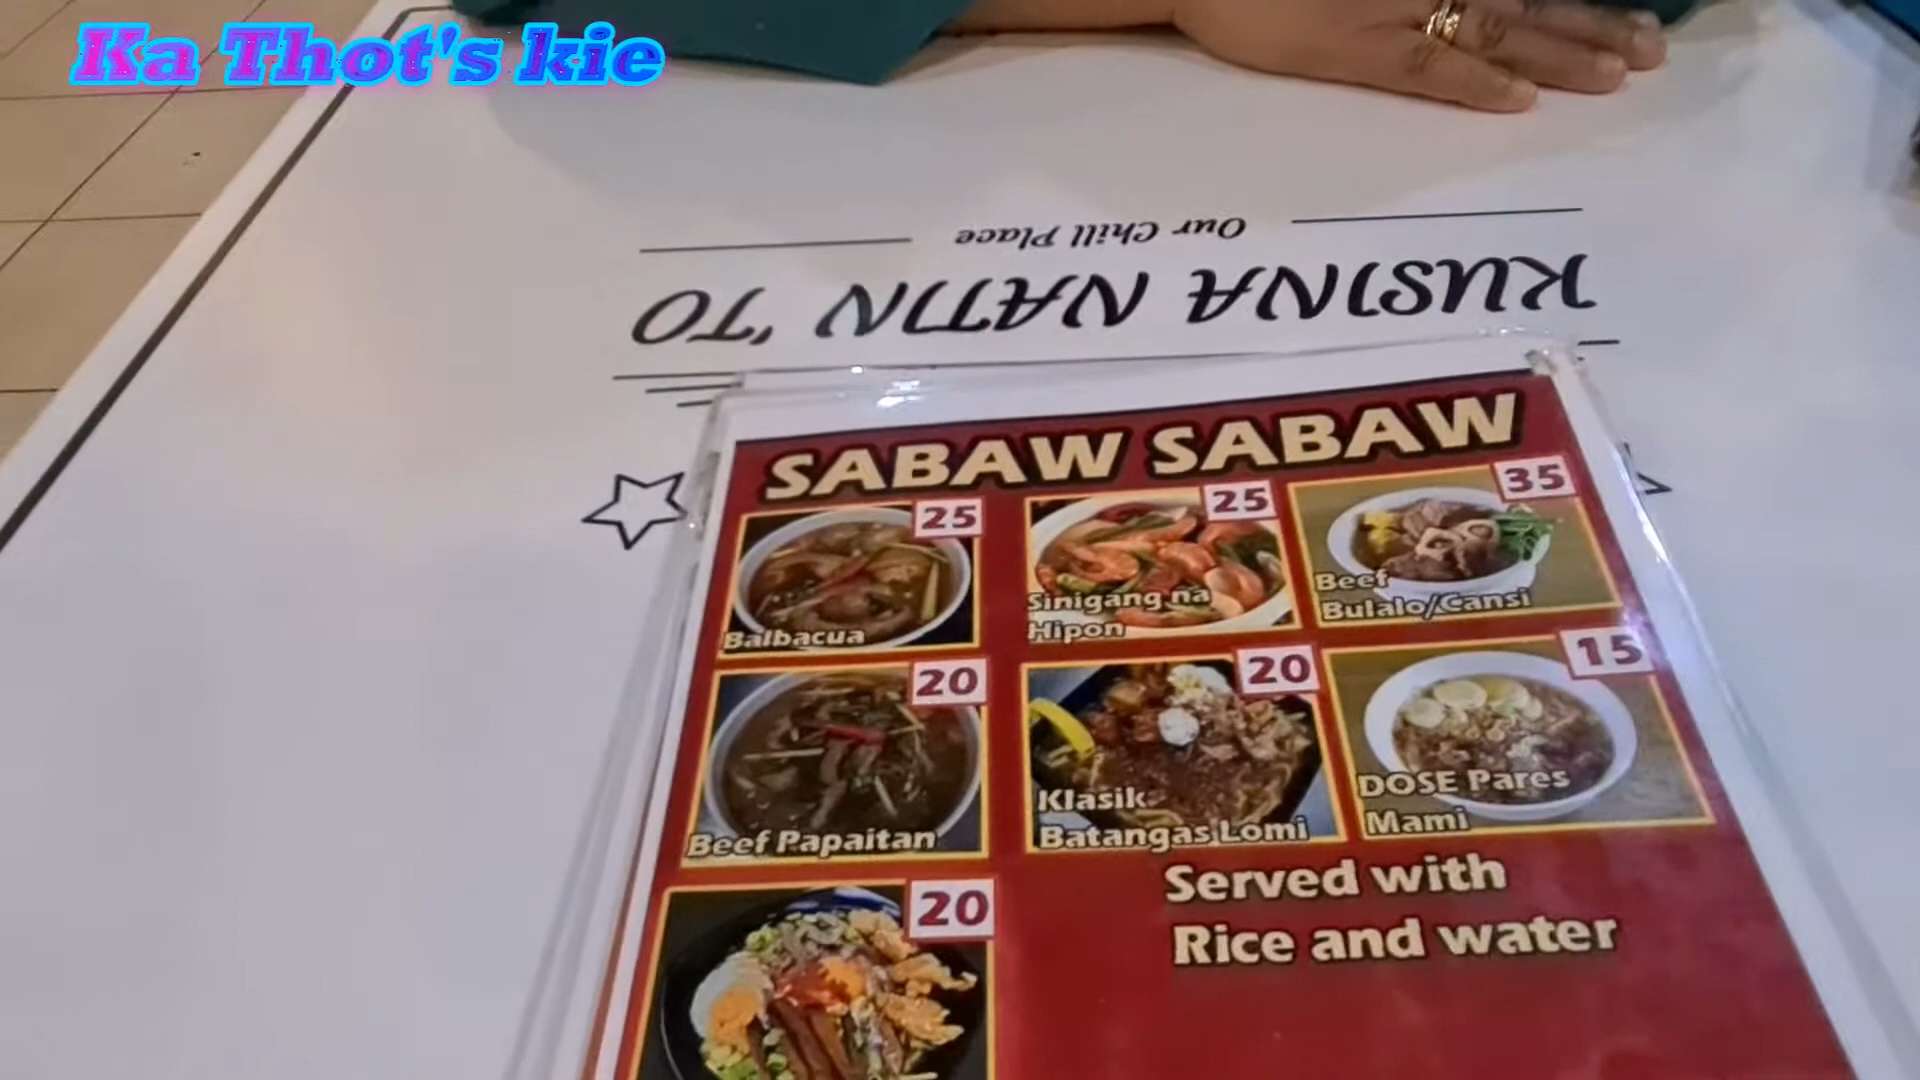 Ka Thot's kie
Our Chill Place
KUSINA NATIN 'TO
SABAW SABAW
25
25
35
Balbacua
Sinigang na
Hipon
Beef
Bulalo/Cansi
20
20
15
Beef Papaitan
Klasik
Batangas Lomi
DOSE Pares
Mami
20
Served with
Rice and water